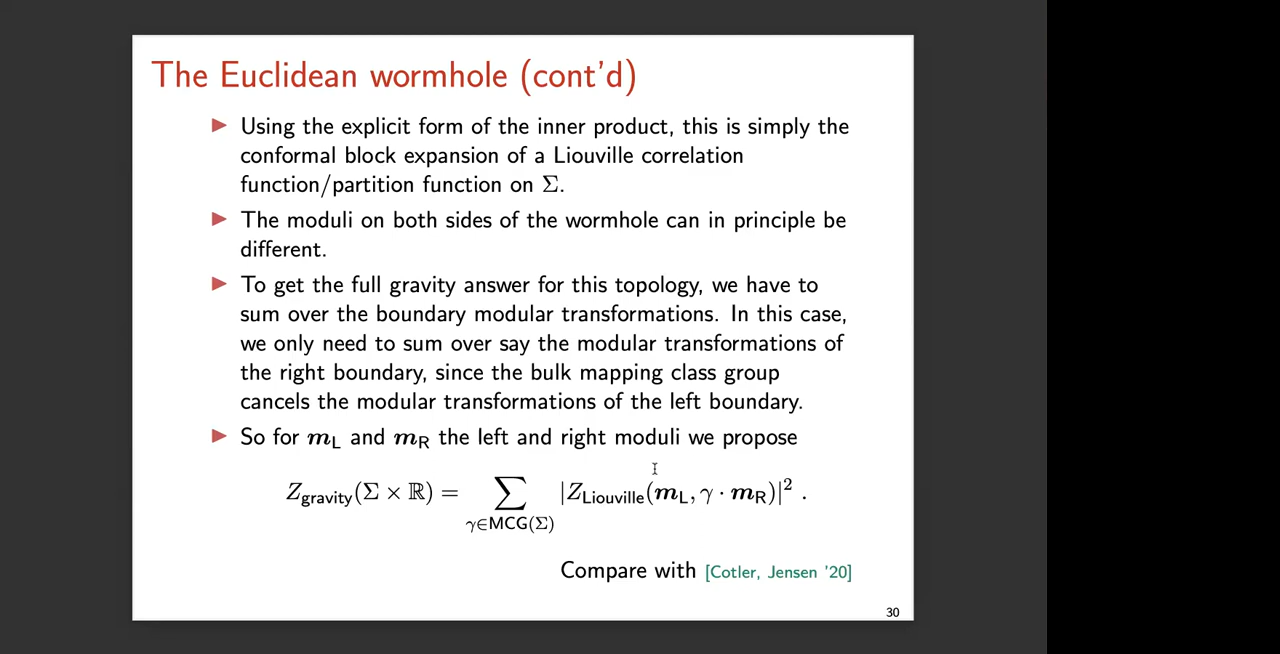 The Euclidean wormhole (cont'd)
▶ Using the explicit form of the inner product, this is simply the
conformal block expansion of a Liouville correlation
function/partition function on Σ.
▶ The moduli on both sides of the wormhole can in principle be
different.
▶ To get the full gravity answer for this topology, we have to
sum over the boundary modular transformations. In this case,
we only need to sum over say the modular transformations of
the right boundary, since the bulk mapping class group
cancels the modular transformations of the left boundary.
▶ So for m_L and m_R the left and right moduli we propose
Z_gravity(Σ × ℝ) = ∑_{γ∈MCG(Σ)} |Z_Liouville(m_L, γ · m_R)|² .
Compare with [Cotler, Jensen '20]
30